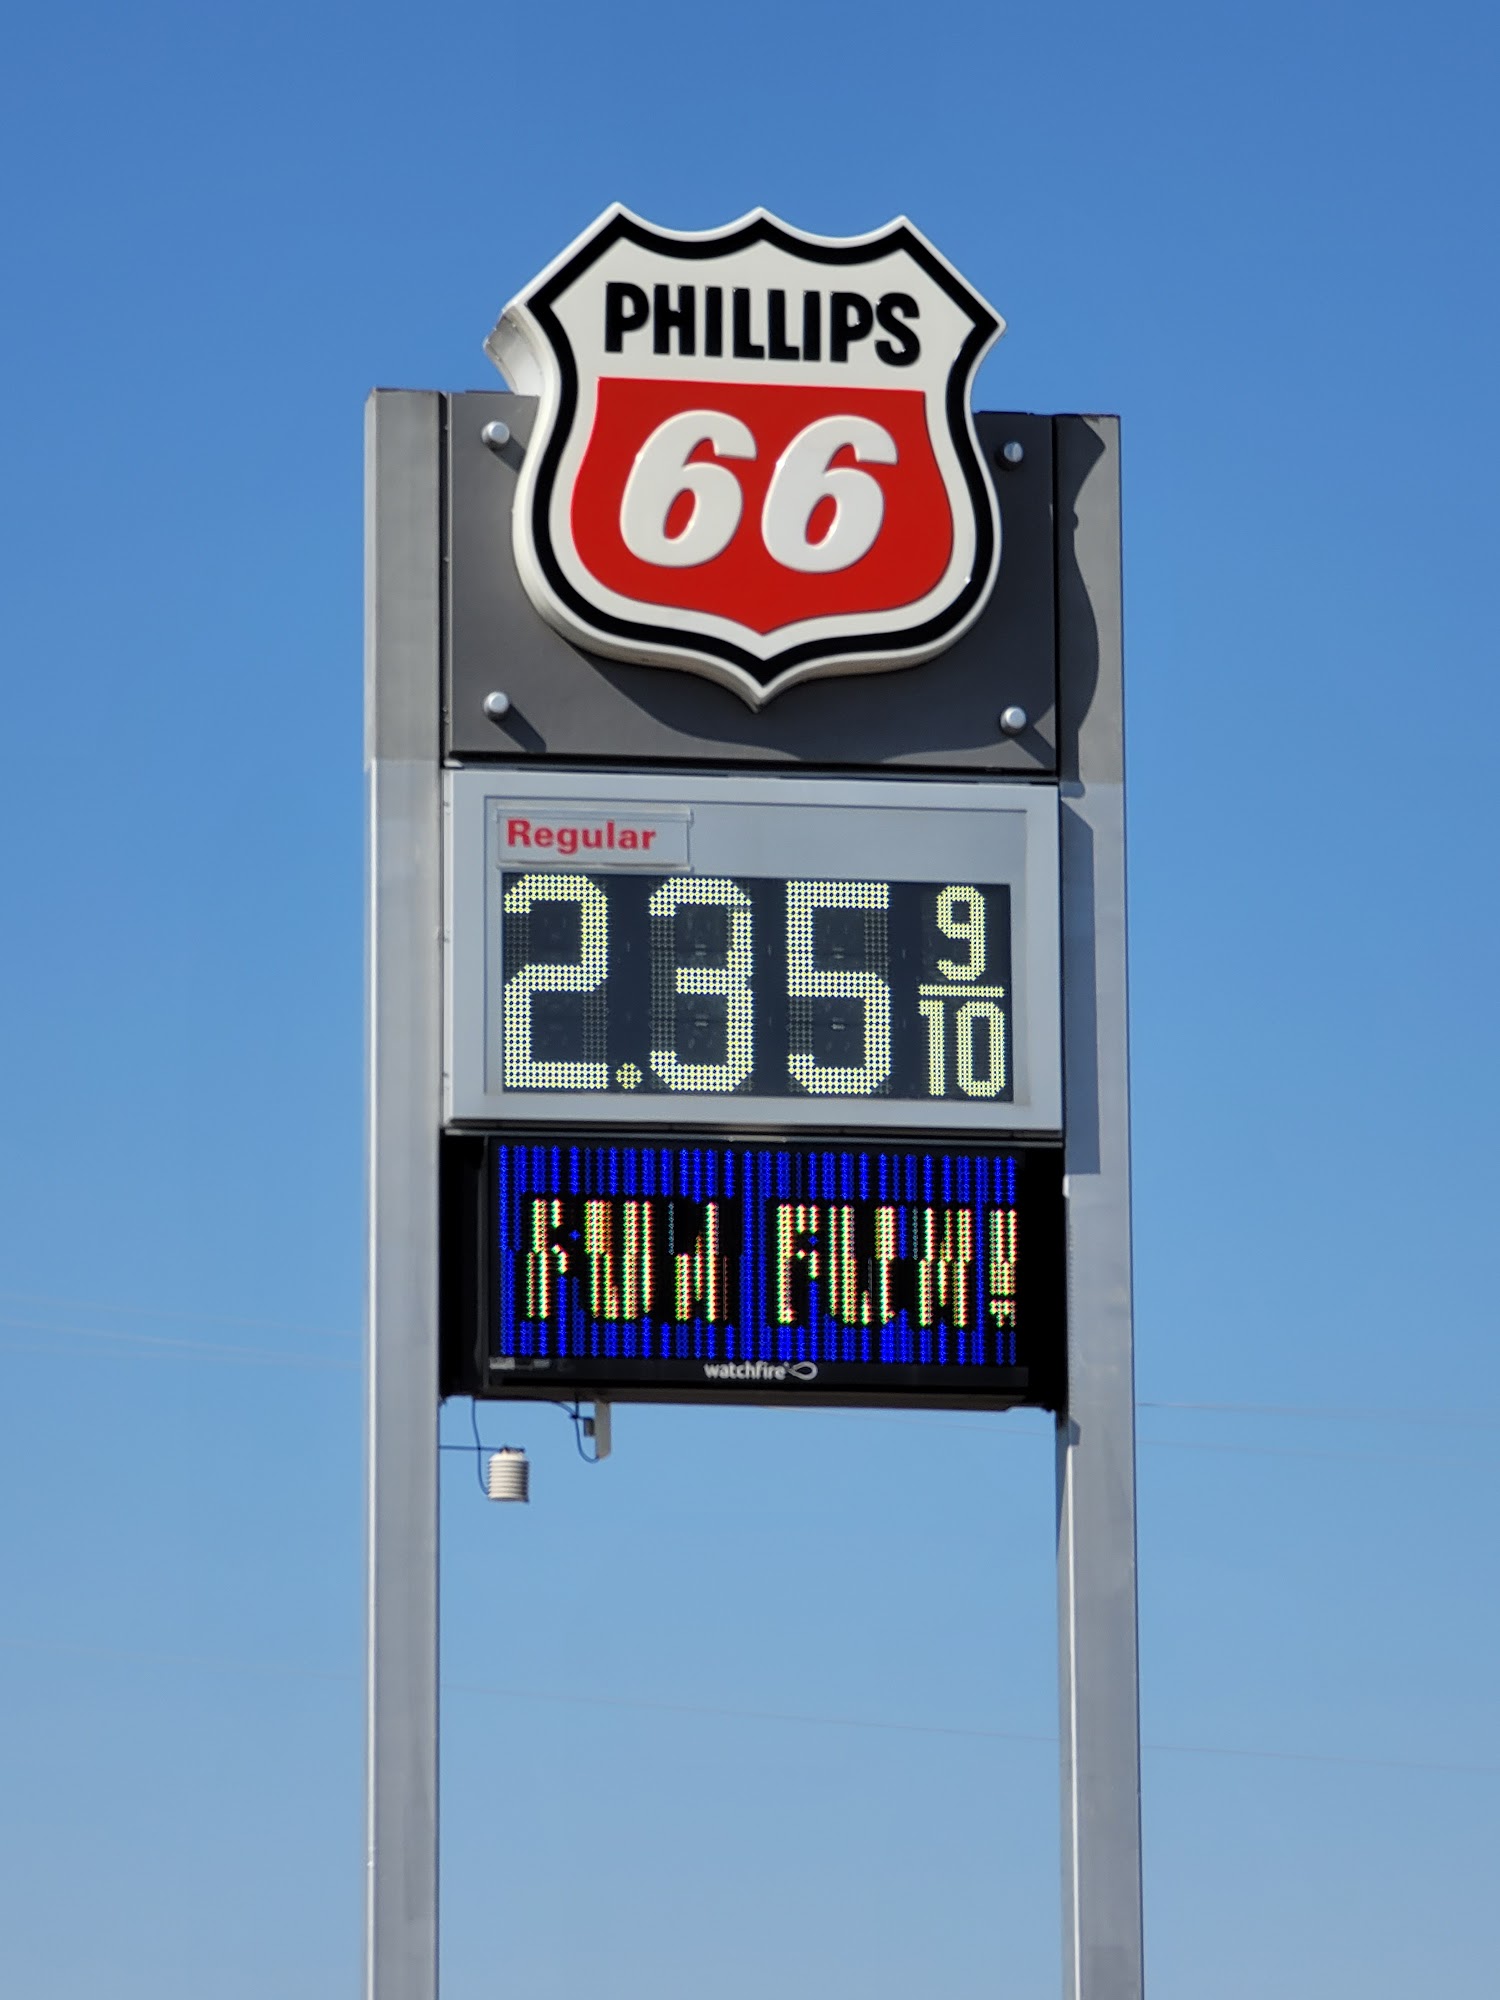 PHILLIPS
66
Regular
2.35 9/10
watchfire